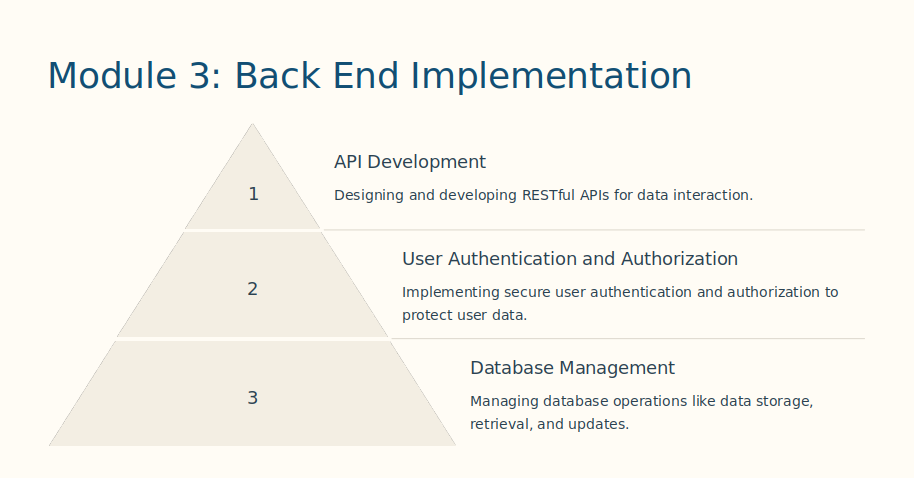 Module 3: Back End Implementation
1
API Development
Designing and developing RESTful APIs for data interaction.
2
User Authentication and Authorization
Implementing secure user authentication and authorization to
protect user data.
3
Database Management
Managing database operations like data storage,
retrieval, and updates.